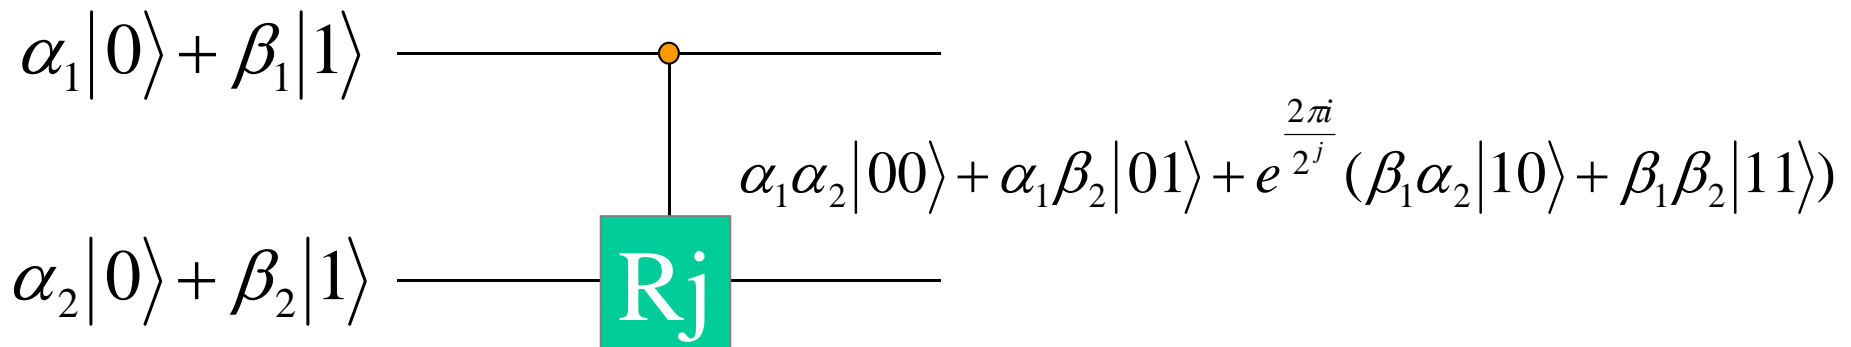 α₁|0⟩ + β₁|1⟩
α₁α₂|00⟩ + α₁β₂|01⟩ + e^{\frac{2πi}{2^j}} (β₁α₂|10⟩ + β₁β₂|11⟩)
α₂|0⟩ + β₂|1⟩
Rj